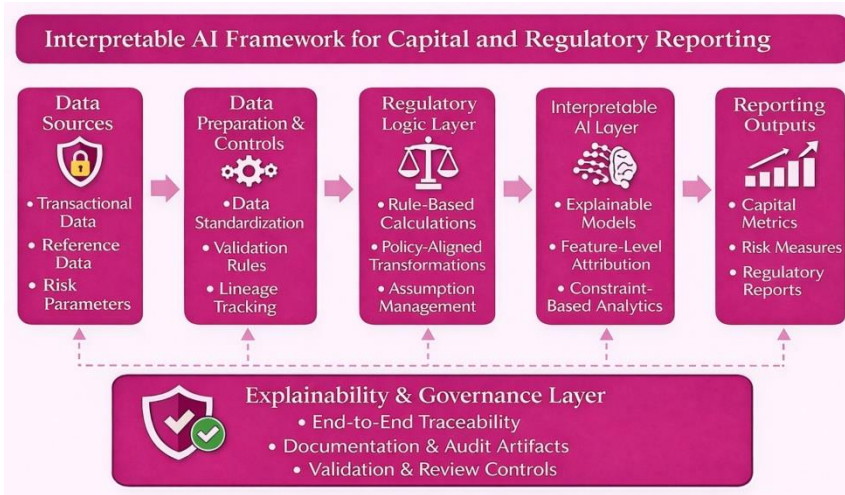 Interpretable AI Framework for Capital and Regulatory Reporting
Data
Sources
• Transactional
Data
• Reference
Data
• Risk
Parameters
Data
Preparation &
Controls
• Data
Standardization
• Validation
Rules
• Lineage
Tracking
Regulatory
Logic Layer
• Rule-Based
Calculations
• Policy-Aligned
Transformations
• Assumption
Management
Interpretable
AI Layer
• Explainable
Models
• Feature-Level
Attribution
• Constraint-
Based Analytics
Reporting
Outputs
• Capital
Metrics
• Risk Measures
• Regulatory
Reports
Explainability & Governance Layer
• End-to-End Traceability
• Documentation & Audit Artifacts
• Validation & Review Controls